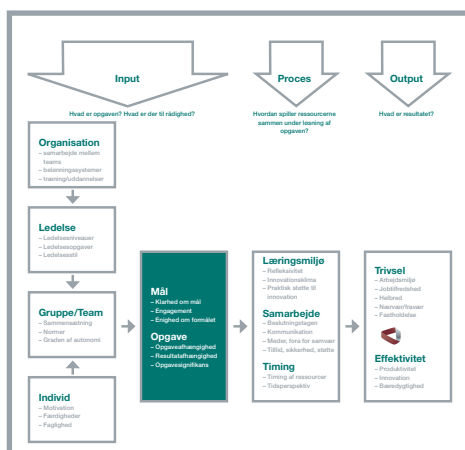 Input
Hvad er opgaven? Hvad er der til rådighed?
Proces
Hvordan spiller ressourcerne
sammen under løsning af
opgaven?
Output
Hvad er resultatet?
Organisation
– samarbejde mellem
teams
– belønningssystemer
– træning/uddannelser
Ledelse
– Ledelsesniveauer
– Ledelsesopgaver
– Ledelsesstil
Gruppe/Team
– Sammensætning
– Normer
– Graden af autonomi
Individ
– Motivation
– Færdigheder
– Faglighed
Mål
– Klarhed om mål
– Engagement
– Enighed om formålet
Opgave
– Opgaveafhængighed
– Resultatafhængighed
– Opgavesignifikans
Læringsmiljø
– Refleksivitet
– Innovationsklima
– Praktisk støtte til
innovation
Samarbejde
– Beslutningstagen
– Kommunikation
– Møder, fora for samvær
– Tillid, sikkerhed, støtte
Timing
– Timing af ressourcer
– Tidsperspektiv
Trivsel
– Arbejdsmiljø
– Jobtilfredshed
– Helbred
– Nærvær/fravær
– Fastholdelse
Effektivitet
– Produktivitet
– Innovation
– Bæredygtighed